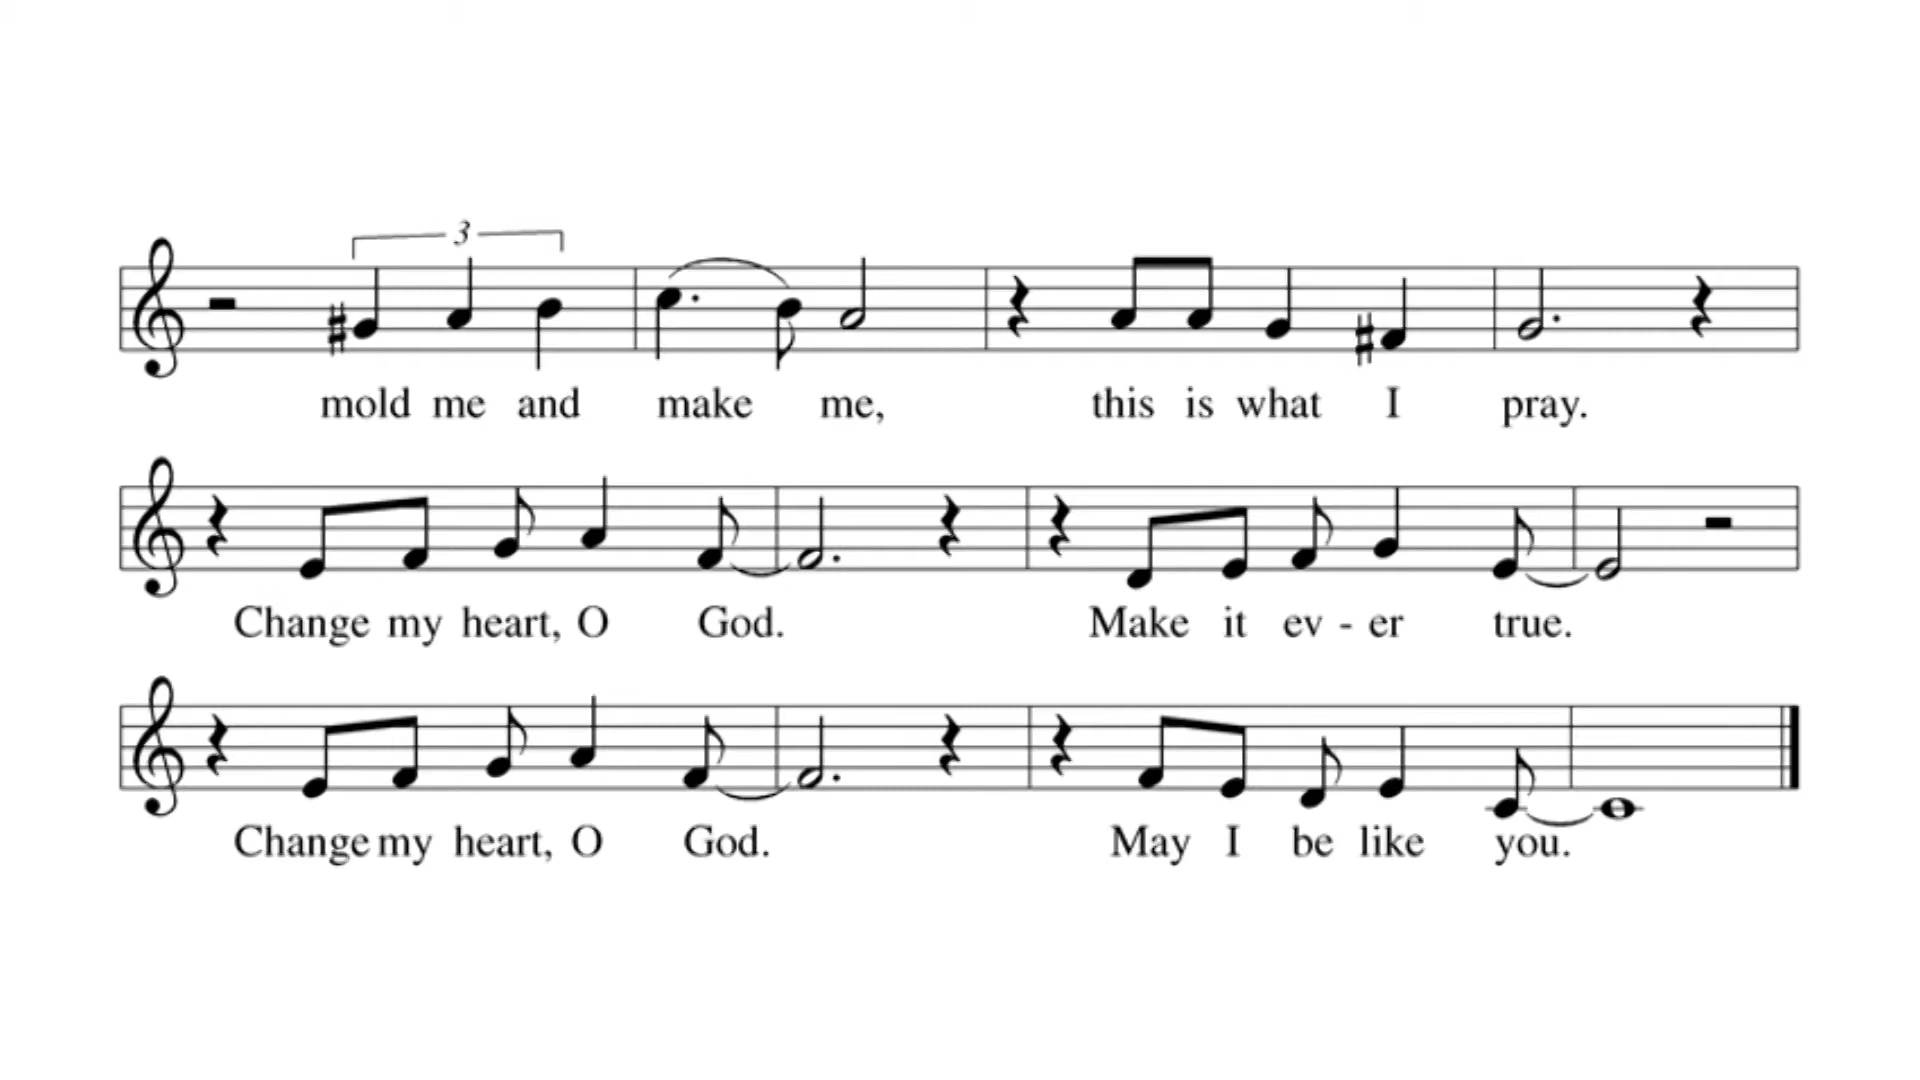 3
mold me and make me, this is what I pray.
Change my heart, O God. Make it ev - er true.
Change my heart, O God. May I be like you.